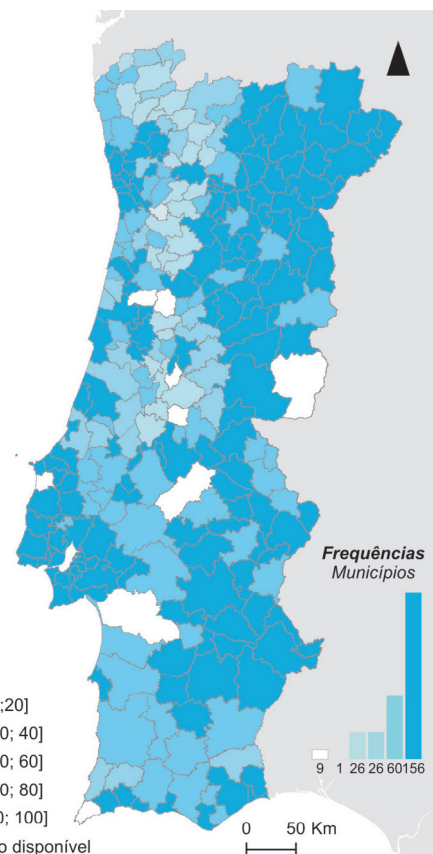 Frequências
Municípios
9 1 26 26 60 156
;20]
0; 40]
0; 60]
0; 80]
0; 100]
o disponível
0 50 Km